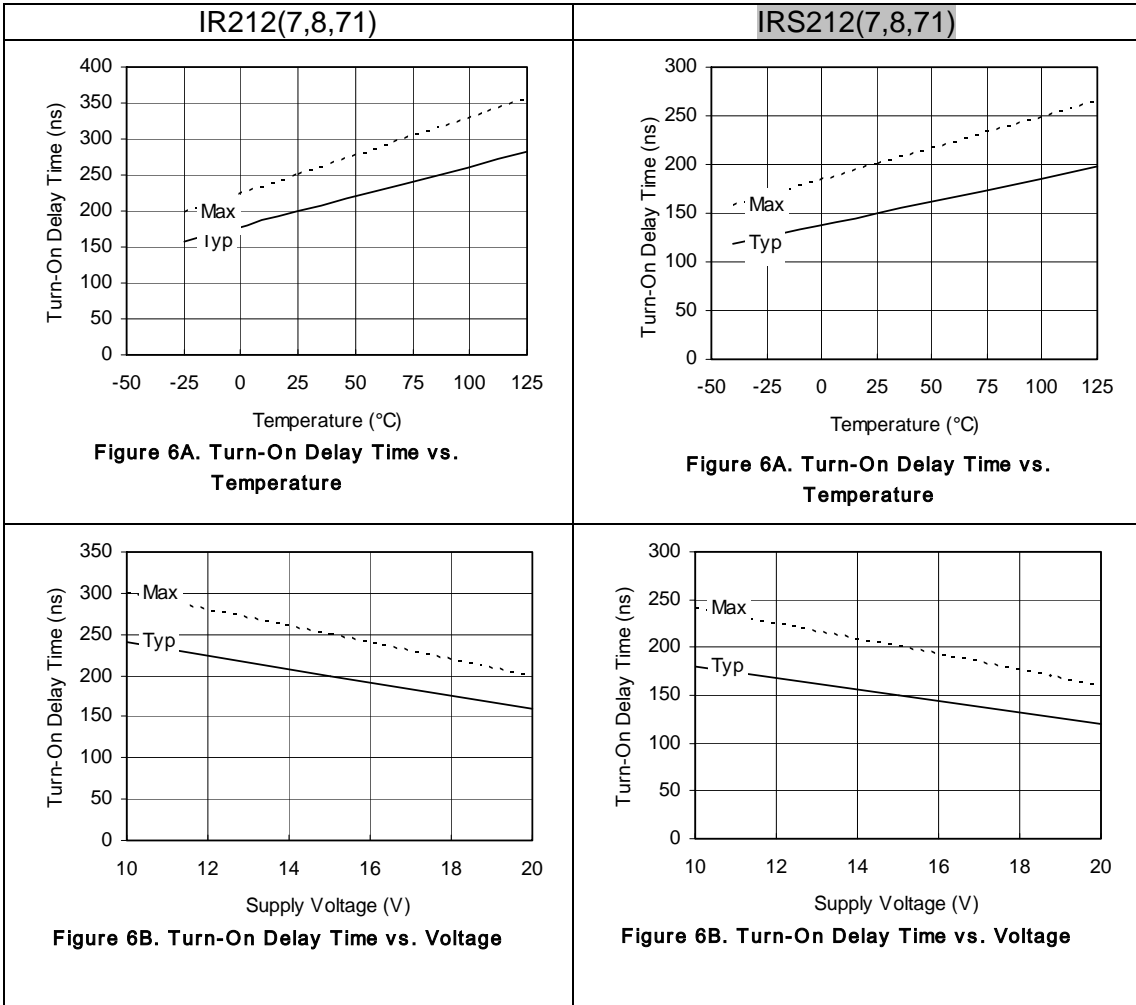 IR212(7,8,71)
IRS212(7,8,71)
Turn-On Delay Time (ns)
400
350
300
250
200
150
100
50
0
Max
Typ
-50 -25 0 25 50 75 100 125
Temperature (°C)
Figure 6A. Turn-On Delay Time vs.
Temperature
Turn-On Delay Time (ns)
300
250
200
150
100
50
0
Max
Typ
-50 -25 0 25 50 75 100 125
Temperature (°C)
Figure 6A. Turn-On Delay Time vs.
Temperature
Turn-On Delay Time (ns)
350
300
250
200
150
100
50
0
Max
Typ
10 12 14 16 18 20
Supply Voltage (V)
Figure 6B. Turn-On Delay Time vs. Voltage
Turn-On Delay Time (ns)
300
250
200
150
100
50
0
Max
Typ
10 12 14 16 18 20
Supply Voltage (V)
Figure 6B. Turn-On Delay Time vs. Voltage